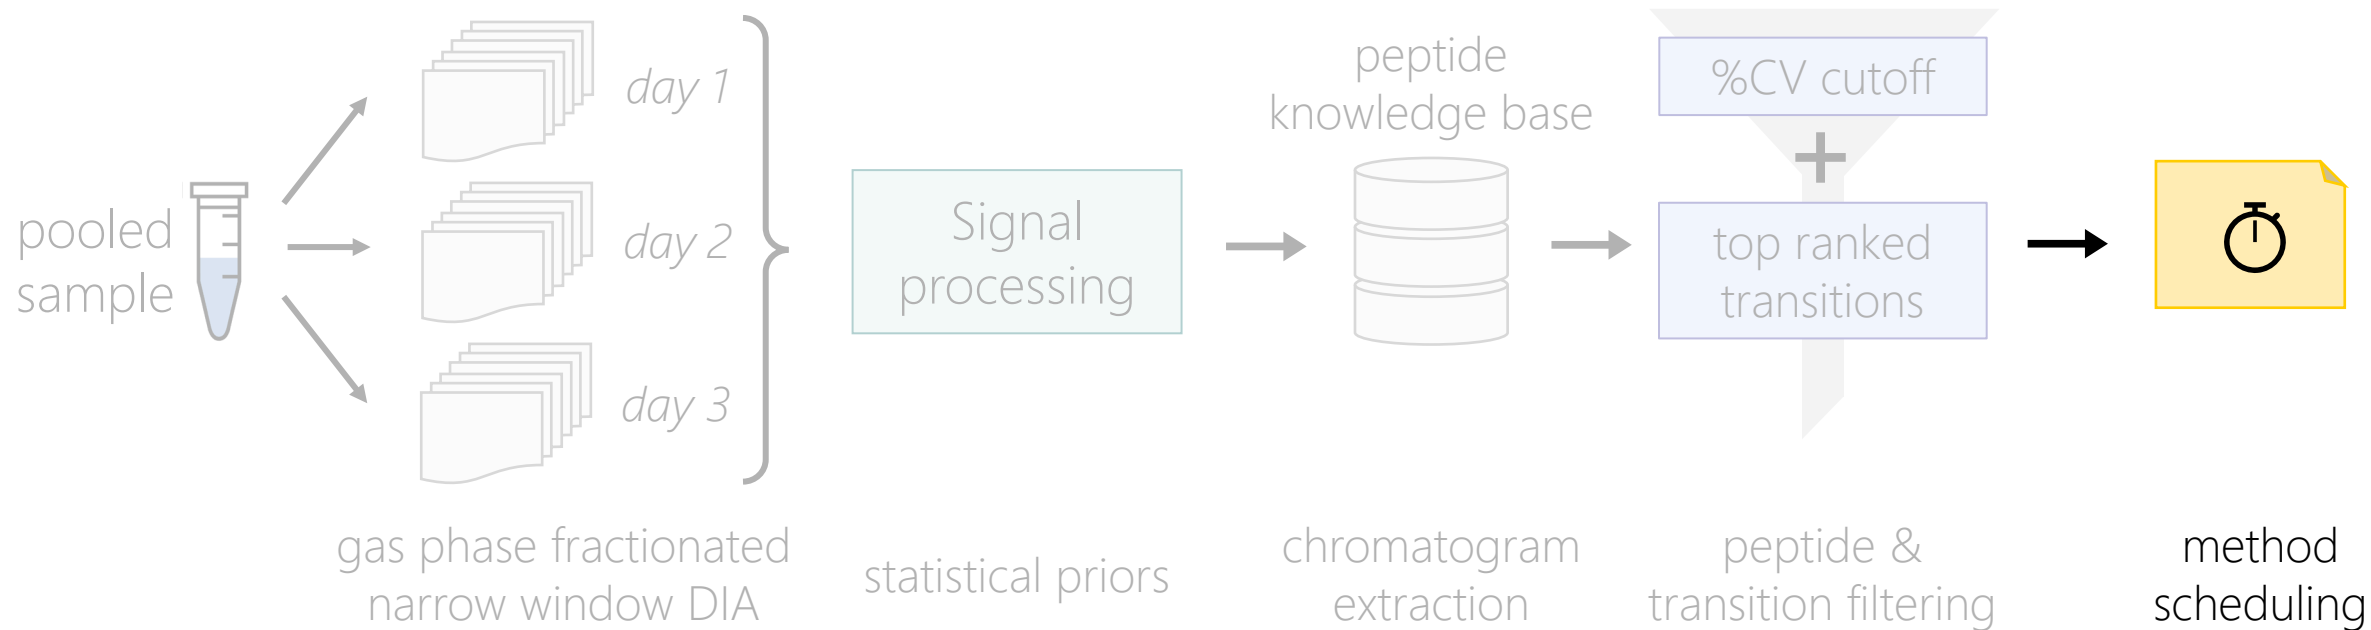 pooled
sample
day 1
day 2
day 3
gas phase fractionated
narrow window DIA
Signal
processing
statistical priors
peptide
knowledge base
chromatogram
extraction
%CV cutoff
+
top ranked
transitions
peptide &
transition filtering
method
scheduling